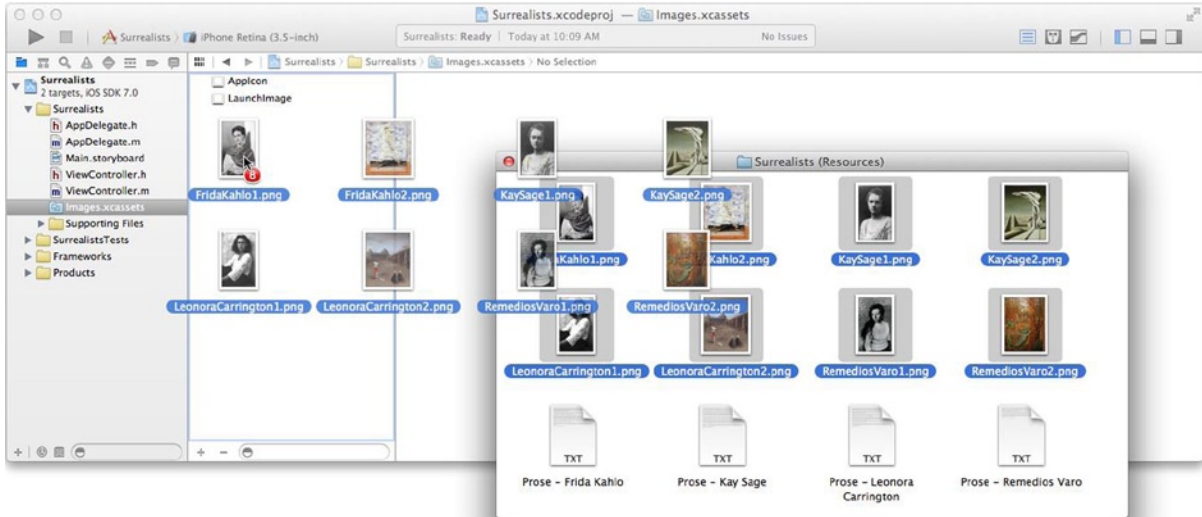 Surrealists.xcodeproj — Images.xcassets
Surrealists
iPhone Retina (3.5-inch)
Surrealists: Ready | Today at 10:09 AM
No Issues
Surrealists
2 targets, iOS SDK 7.0
Surrealists
AppDelegate.h
AppDelegate.m
Main.storyboard
ViewController.h
ViewController.m
Images.xcassets
Supporting Files
SurrealistsTests
Frameworks
Products
Surrealists
Surrealists
Images.xcassets
No Selection
AppIcon
LaunchImage
8
FridaKahlo1.png
FridaKahlo2.png
KaySage1.png
KaySage2.png
LeonoraCarrington1.png
LeonoraCarrington2.png
RemediosVaro1.png
RemediosVaro2.png
Surrealists (Resources)
aKahlo1.png
Kahlo2.png
KaySage1.png
KaySage2.png
LeonoraCarrington1.png
LeonoraCarrington2.png
RemediosVaro1.png
RemediosVaro2.png
TXT
TXT
TXT
TXT
Prose - Frida Kahlo
Prose - Kay Sage
Prose - Leonora
Carrington
Prose - Remedios Varo